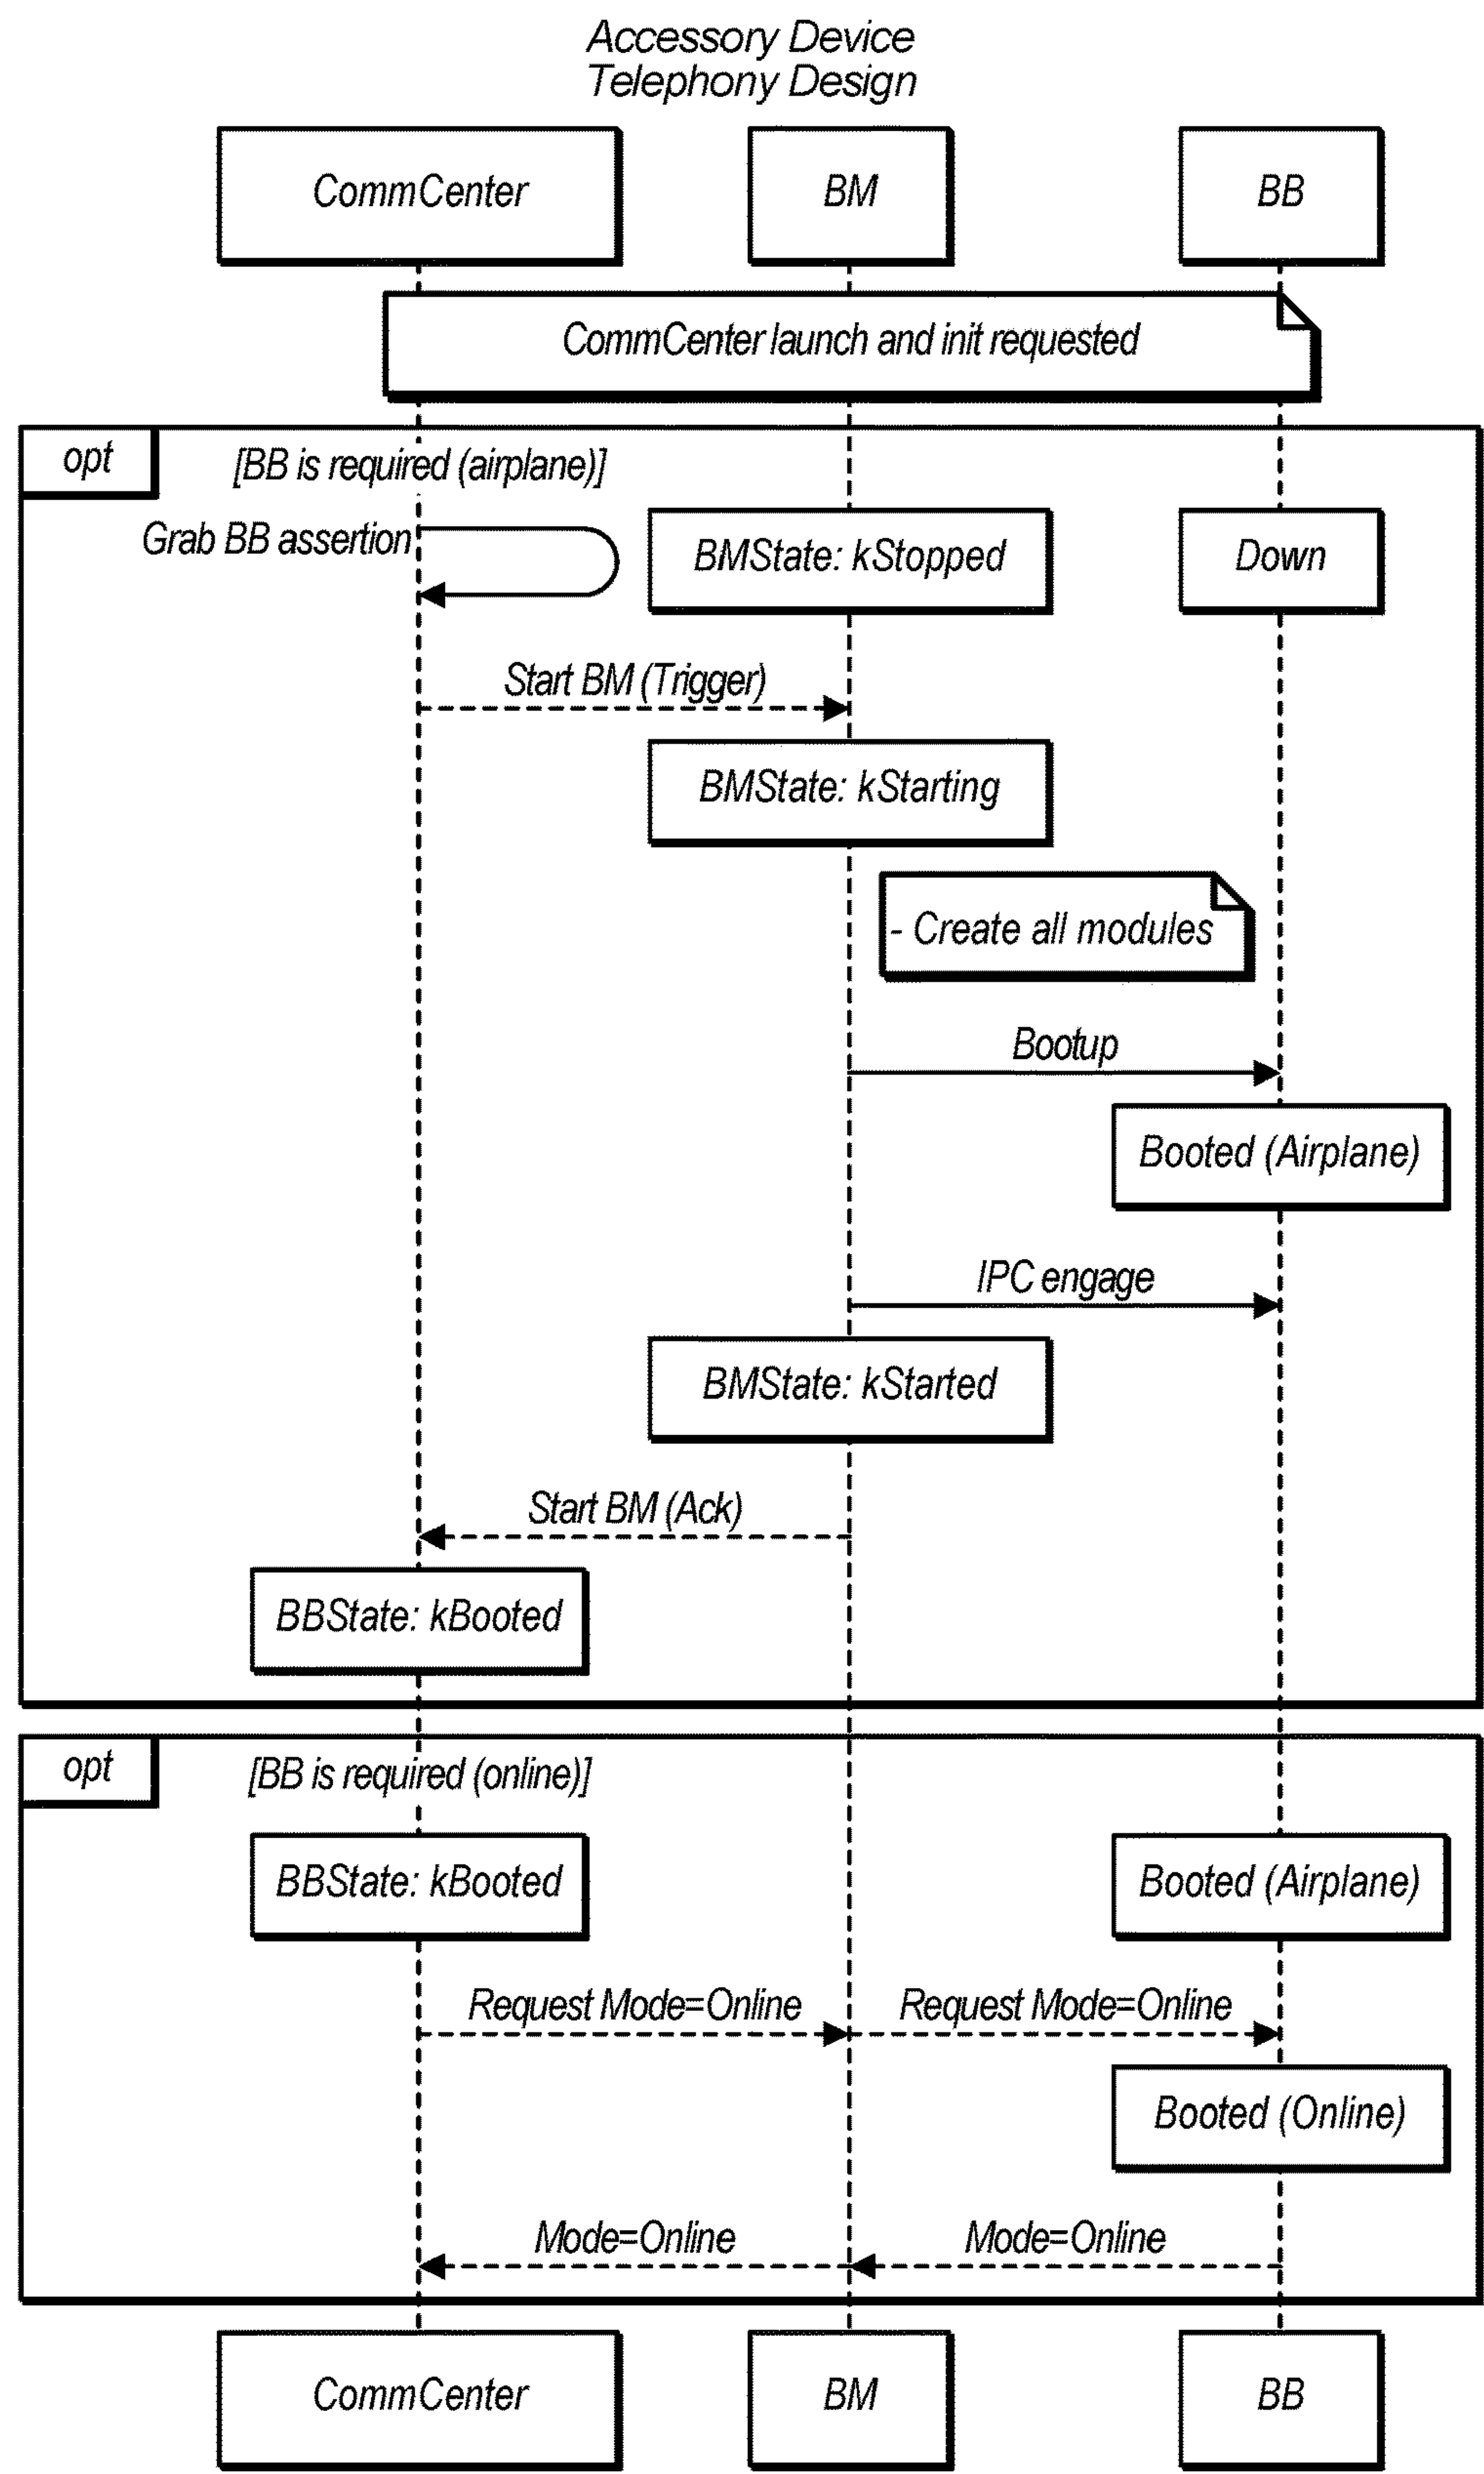 Accessory Device
Telephony Design
CommCenter
BM
BB
CommCenter launch and init requested
opt
[BB is required (airplane)]
Grab BB assertion
BMState: kStopped
Down
Start BM (Trigger)
BMState: kStarting
- Create all modules
Bootup
Booted (Airplane)
IPC engage
BMState: kStarted
Start BM (Ack)
BBState: kBooted
opt
[BB is required (online)]
BBState: kBooted
Booted (Airplane)
Request Mode=Online
Request Mode=Online
Booted (Online)
Mode=Online
Mode=Online
CommCenter
BM
BB